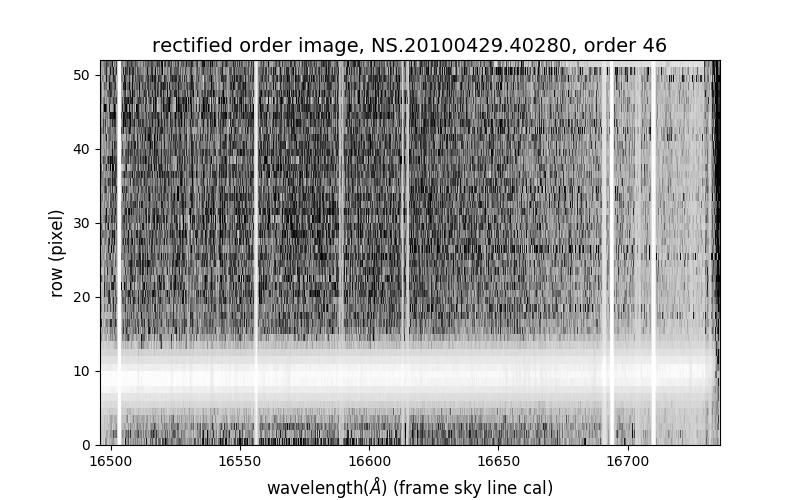 rectified order image, NS.20100429.40280, order 46
row (pixel)
50
40
30
20
10
0
16500 16550 16600 16650 16700
wavelength(Å) (frame sky line cal)